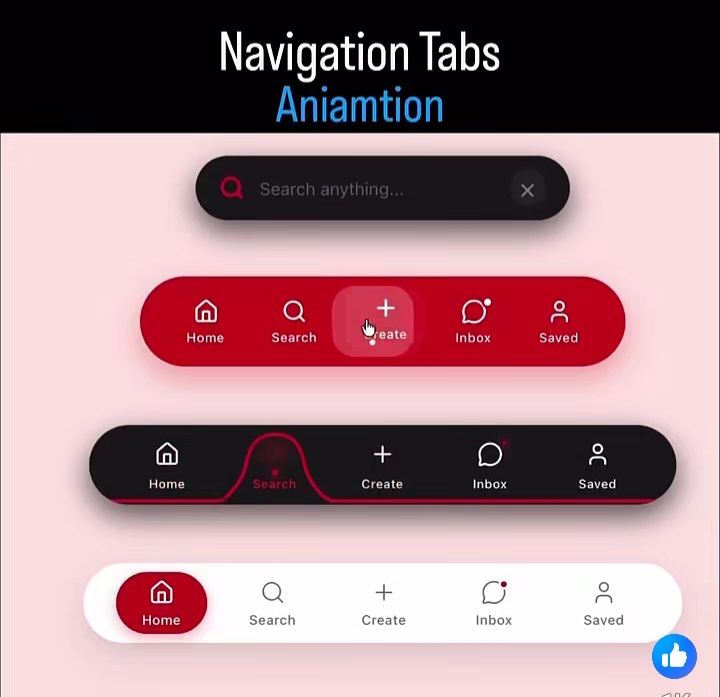 Navigation Tabs
Aniamtion
Search anything...
Home Search Create Inbox Saved
Home Search Create Inbox Saved
Home Search Create Inbox Saved